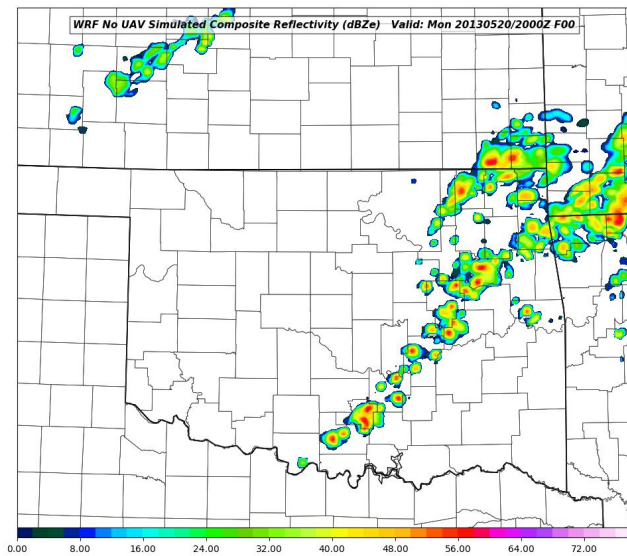 WRF No UAV Simulated Composite Reflectivity (dBZe) Valid: Mon 20130520/2000Z F00
0.00 8.00 16.00 24.00 32.00 40.00 48.00 56.00 64.00 72.00